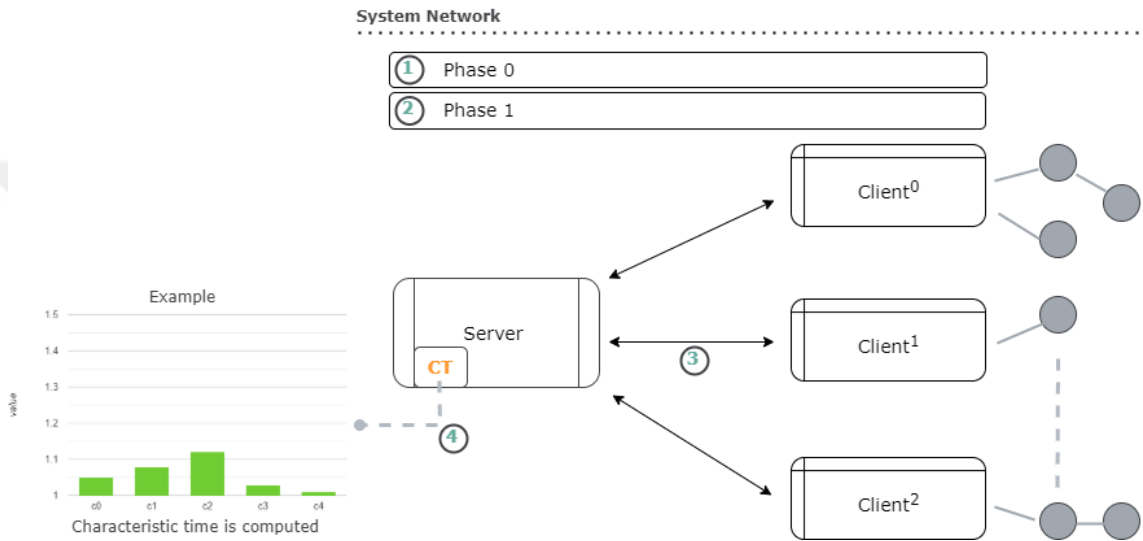 System Network
1 Phase 0
2 Phase 1
Client0
Example
1.5
Server
1.4
Client1
3
CT
1.3
value
1.2
4
1.1
1
c0 c1 c2 c3 c4
Client2
Characteristic time is computed